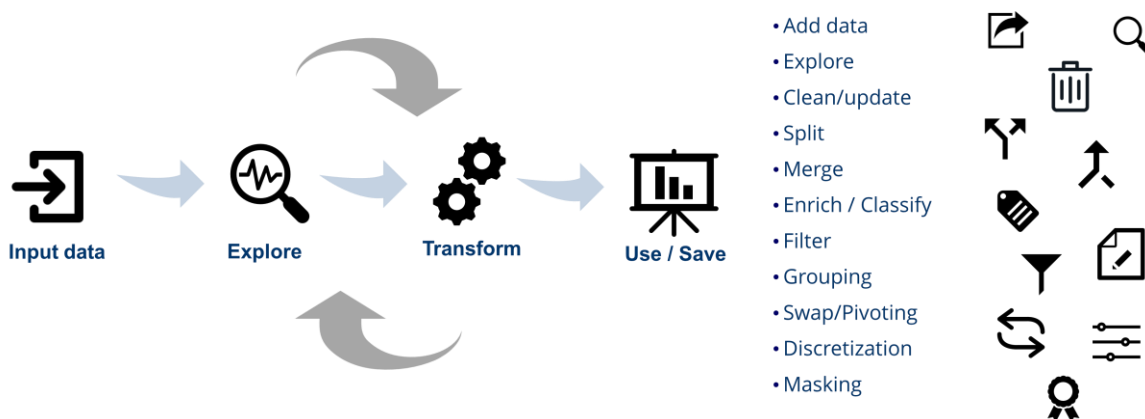 Input data
Explore
Transform
Use / Save
• Add data
• Explore
• Clean/update
• Split
• Merge
• Enrich / Classify
• Filter
• Grouping
• Swap/Pivoting
• Discretization
• Masking